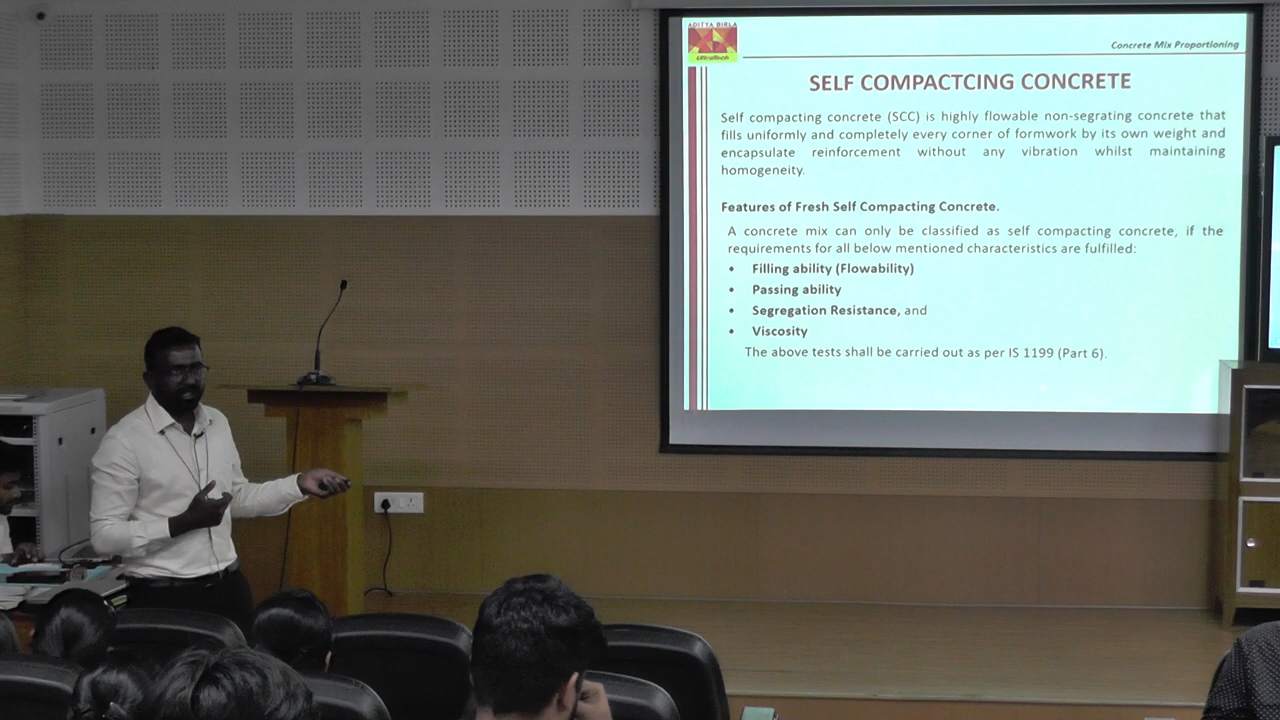 ADITYA BIRLA
UltraTech
Concrete Mix Proportioning
SELF COMPACTCING CONCRETE
Self compacting concrete (SCC) is highly flowable non-segrating concrete that
fills uniformly and completely every corner of formwork by its own weight and
encapsulate reinforcement without any vibration whilst maintaining
homogeneity.
Features of Fresh Self Compacting Concrete.
A concrete mix can only be classified as self compacting concrete, if the
requirements for all below mentioned characteristics are fulfilled:
• Filling ability (Flowability)
• Passing ability
• Segregation Resistance, and
• Viscosity
The above tests shall be carried out as per IS 1199 (Part 6).